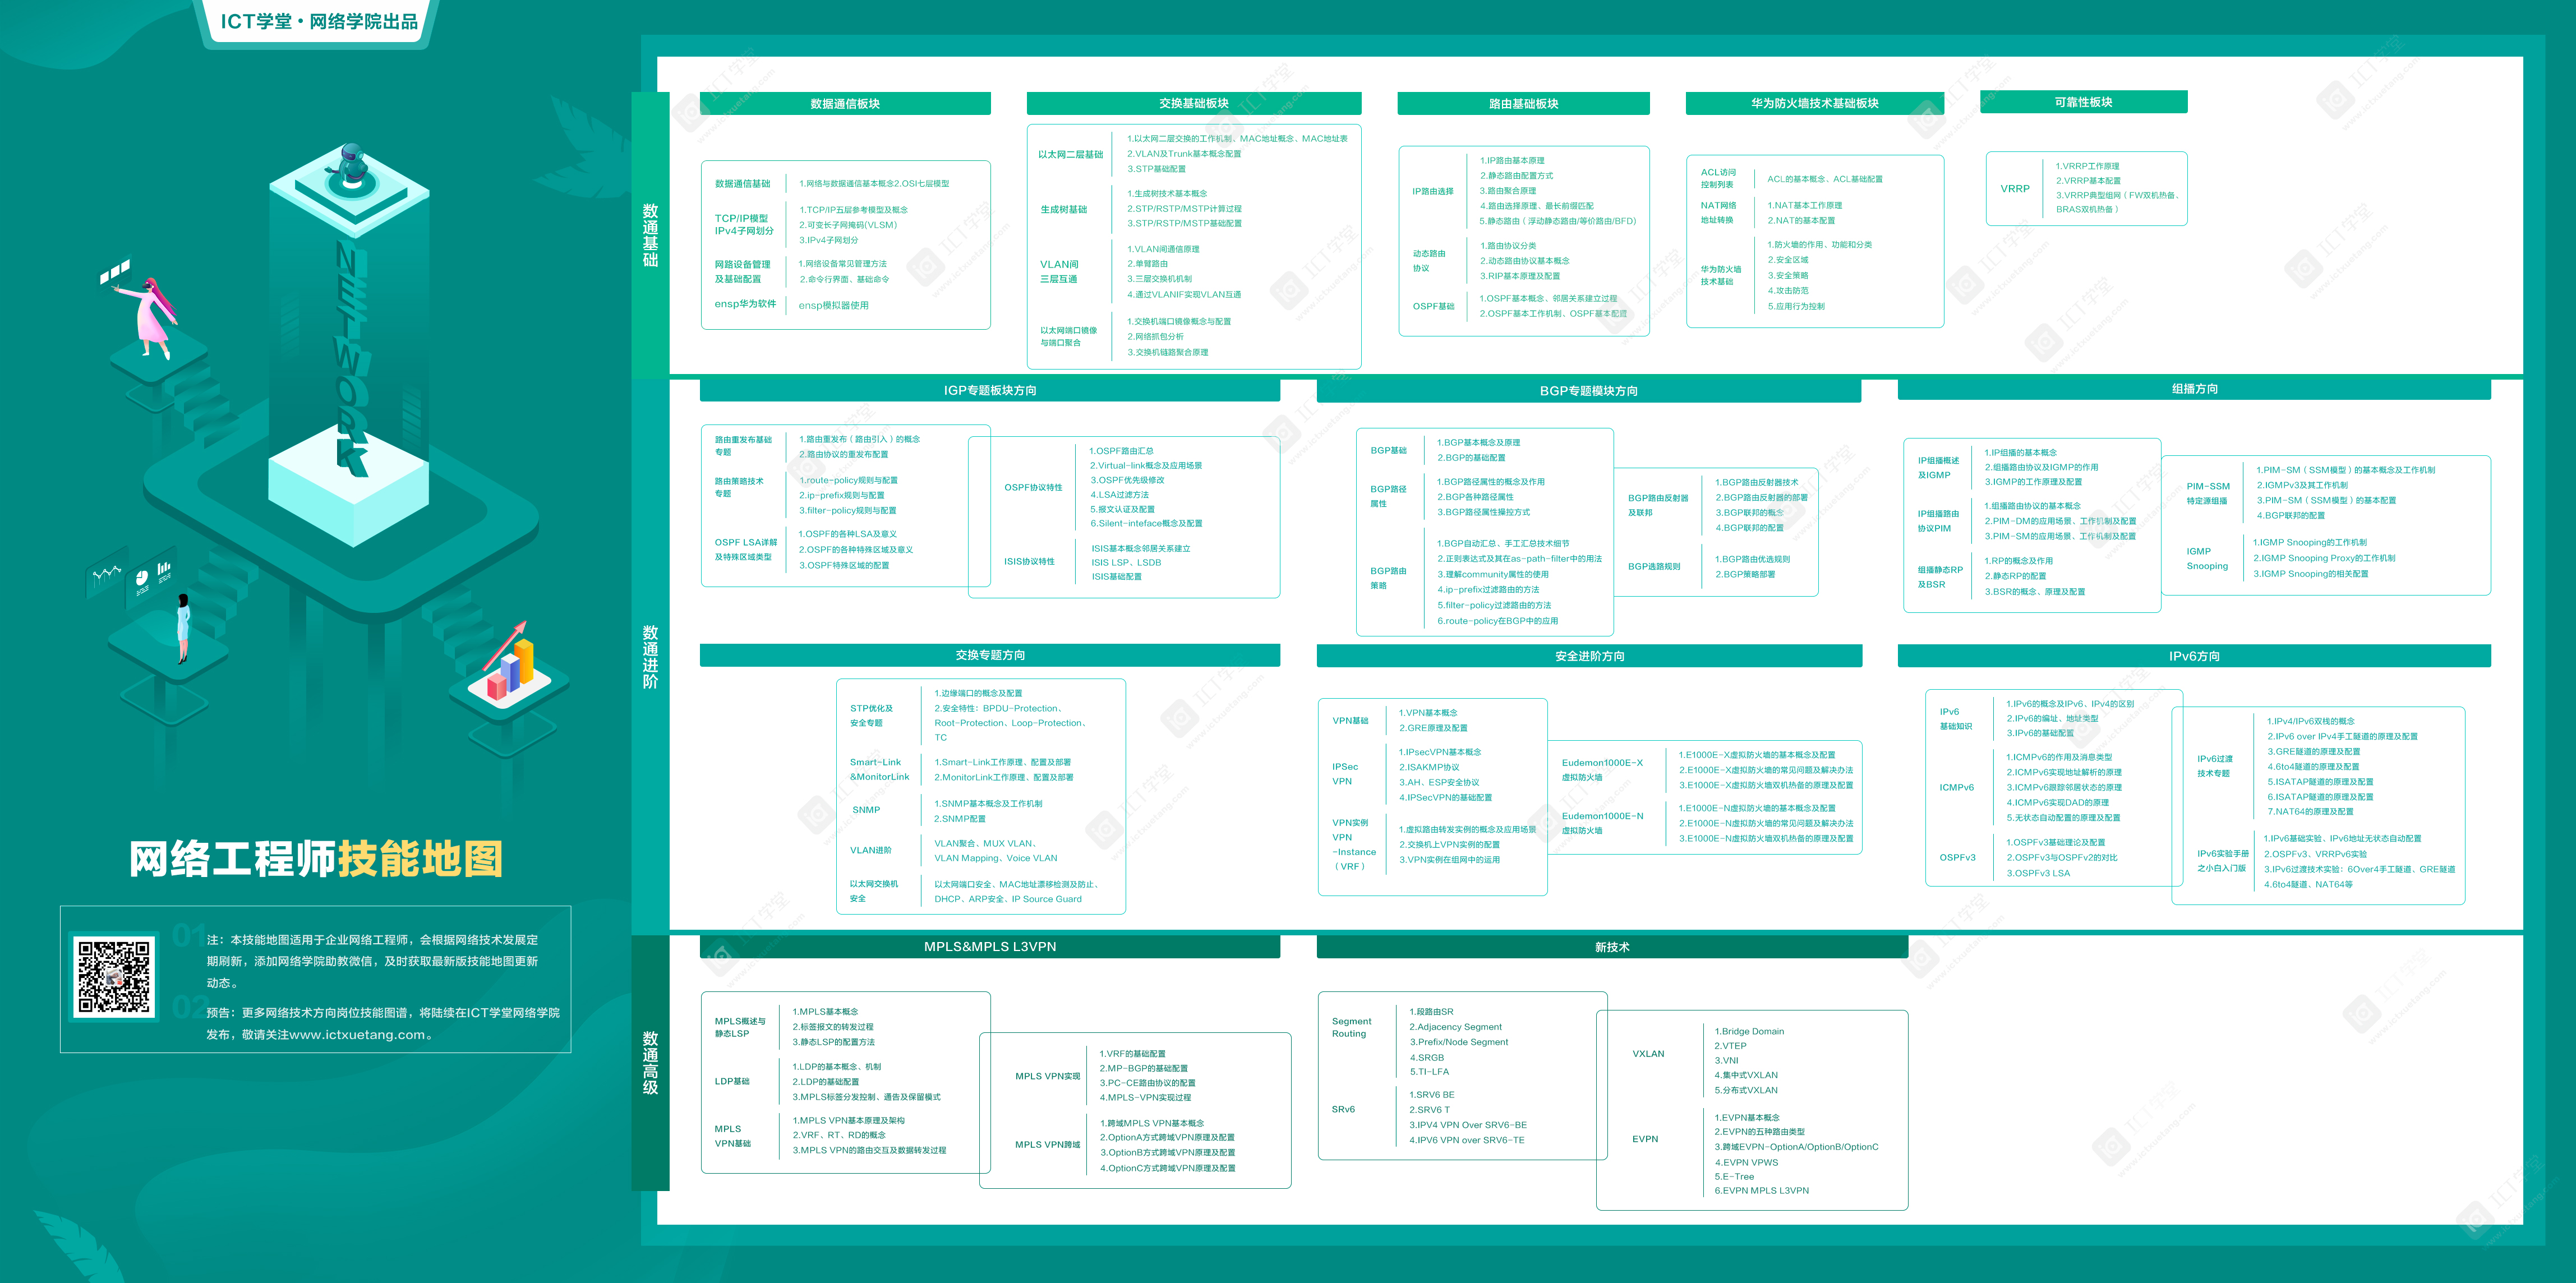 ICT学堂·网络学院出品
NETWORK
网络工程师技能地图
01
注：本技能地图适用于企业网络工程师，会根据网络技术发展定
期刷新，添加网络学院助教微信，及时获取最新版技能地图更新
动态。
02
预告：更多网络技术方向岗位技能图谱，将陆续在ICT学堂网络学院
发布，敬请关注www.ictxuetang.com。
数通基础
数据通信板块
数据通信基础
1.网络与数据通信基本概念2.OSI七层模型
TCP/IP模型
IPv4子网划分
1.TCP/IP五层参考模型及概念
2.可变长子网掩码(VLSM)
3.IPv4子网划分
网路设备管理
及基础配置
1.网络设备常见管理方法
2.命令行界面、基础命令
ensp华为软件
ensp模拟器使用
交换基础板块
以太网二层基础
1.以太网二层交换的工作机制、MAC地址概念、MAC地址表
2.VLAN及Trunk基本概念配置
3.STP基础配置
生成树基础
1.生成树技术基本概念
2.STP/RSTP/MSTP计算过程
3.STP/RSTP/MSTP基础配置
VLAN间
三层互通
1.VLAN间通信原理
2.单臂路由
3.三层交换机机制
4.通过VLANIF实现VLAN互通
以太网端口镜像
与端口聚合
1.交换机端口镜像概念与配置
2.网络抓包分析
3.交换机链路聚合原理
路由基础板块
IP路由选择
1.IP路由基本原理
2.静态路由配置方式
3.路由聚合原理
4.路由选择原理、最长前缀匹配
5.静态路由（浮动静态路由/等价路由/BFD)
动态路由
协议
1.路由协议分类
2.动态路由协议基本概念
3.RIP基本原理及配置
OSPF基础
1.OSPF基本概念、邻居关系建立过程
2.OSPF基本工作机制、OSPF基本配置
华为防火墙技术基础板块
ACL访问
控制列表
ACL的基本概念、ACL基础配置
NAT网络
地址转换
1.NAT基本工作原理
2.NAT的基本配置
华为防火墙
技术基础
1.防火墙的作用、功能和分类
2.安全区域
3.安全策略
4.攻击防范
5.应用行为控制
可靠性板块
VRRP
1.VRRP工作原理
2.VRRP基本配置
3.VRRP典型组网（FW双机热备、
BRAS双机热备）
数通进阶
IGP专题板块方向
路由重发布基础
专题
1.路由重发布（路由引入）的概念
2.路由协议的重发布配置
路由策略技术
专题
1.route-policy规则与配置
2.ip-prefix规则与配置
3.filter-policy规则与配置
OSPF LSA详解
及特殊区域类型
1.OSPF的各种LSA及意义
2.OSPF的各种特殊区域及意义
3.OSPF特殊区域的配置
OSPF协议特性
1.OSPF路由汇总
2.Virtual-link概念及应用场景
3.OSPF优先级修改
4.LSA过滤方法
5.报文认证及配置
6.Silent-inteface概念及配置
ISIS协议特性
ISIS基本概念邻居关系建立
ISIS LSP、LSDB
ISIS基础配置
BGP专题模块方向
BGP基础
1.BGP基本概念及原理
2.BGP的基础配置
BGP路径
属性
1.BGP路径属性的概念及作用
2.BGP各种路径属性
3.BGP路径属性操控方式
BGP路由
策略
1.BGP自动汇总、手工汇总技术细节
2.正则表达式及其在as-path-filter中的用法
3.理解community属性的使用
4.ip-prefix过滤路由的方法
5.filter-policy过滤路由的方法
6.route-policy在BGP中的应用
BGP路由反射器
及联邦
1.BGP路由反射器技术
2.BGP路由反射器的部署
3.BGP联邦的概念
4.BGP联邦的配置
BGP选路规则
1.BGP路由优选规则
2.BGP策略部署
组播方向
IP组播概述
及IGMP
1.IP组播的基本概念
2.组播路由协议及IGMP的作用
3.IGMP的工作原理及配置
IP组播路由
协议PIM
1.组播路由协议的基本概念
2.PIM-DM的应用场景、工作机制及配置
3.PIM-SM的应用场景、工作机制及配置
组播静态RP
及BSR
1.RP的概念及作用
2.静态RP的配置
3.BSR的概念、原理及配置
PIM-SSM
特定源组播
1.PIM-SM（SSM模型）的基本概念及工作机制
2.IGMPv3及其工作机制
3.PIM-SM（SSM模型）的基本配置
4.BGP联邦的配置
IGMP
Snooping
1.IGMP Snooping的工作机制
2.IGMP Snooping Proxy的工作机制
3.IGMP Snooping的相关配置
交换专题方向
STP优化及
安全专题
1.边缘端口的概念及配置
2.安全特性：BPDU-Protection、
Root-Protection、Loop-Protection、
TC
Smart-Link
&MonitorLink
1.Smart-Link工作原理、配置及部署
2.MonitorLink工作原理、配置及部署
SNMP
1.SNMP基本概念及工作机制
2.SNMP配置
VLAN进阶
VLAN聚合、MUX VLAN、
VLAN Mapping、Voice VLAN
以太网交换机
安全
以太网端口安全、MAC地址漂移检测及防止、
DHCP、ARP安全、IP Source Guard
安全进阶方向
VPN基础
1.VPN基本概念
2.GRE原理及配置
IPSec
VPN
1.IPsecVPN基本概念
2.ISAKMP协议
3.AH、ESP安全协议
4.IPSecVPN的基础配置
VPN实例
VPN
-Instance
（VRF）
1.虚拟路由转发实例的概念及应用场景
2.交换机上VPN实例的配置
3.VPN实例在组网中的运用
Eudemon1000E-X
虚拟防火墙
1.E1000E-X虚拟防火墙的基本概念及配置
2.E1000E-X虚拟防火墙的常见问题及解决办法
3.E1000E-X虚拟防火墙双机热备的原理及配置
Eudemon1000E-N
虚拟防火墙
1.E1000E-N虚拟防火墙的基本概念及配置
2.E1000E-N虚拟防火墙的常见问题及解决办法
3.E1000E-N虚拟防火墙双机热备的原理及配置
IPv6方向
IPv6
基础知识
1.IPv6的概念及IPv6、IPv4的区别
2.IPv6的编址、地址类型
3.IPv6的基础配置
ICMPv6
1.ICMPv6的作用及消息类型
2.ICMPv6实现地址解析的原理
3.ICMPv6跟踪邻居状态的原理
4.ICMPv6实现DAD的原理
5.无状态自动配置的原理及配置
OSPFv3
1.OSPFv3基础理论及配置
2.OSPFv3与OSPFv2的对比
3.OSPFv3 LSA
IPv6过渡
技术专题
1.IPv4/IPv6双栈的概念
2.IPv6 over IPv4手工隧道的原理及配置
3.GRE隧道的原理及配置
4.6to4隧道的原理及配置
5.ISATAP隧道的原理及配置
6.ISATAP隧道的原理及配置
7.NAT64的原理及配置
IPv6实验手册
之小白入门版
1.IPv6基础实验、IPv6地址无状态自动配置
2.OSPFv3、VRRPv6实验
3.IPv6过渡技术实验：6Over4手工隧道、GRE隧道
4.6to4隧道、NAT64等
数通高级
MPLS&MPLS L3VPN
MPLS概述与
静态LSP
1.MPLS基本概念
2.标签报文的转发过程
3.静态LSP的配置方法
LDP基础
1.LDP的基本概念、机制
2.LDP的基础配置
3.MPLS标签分发控制、通告及保留模式
MPLS
VPN基础
1.MPLS VPN基本原理及架构
2.VRF、RT、RD的概念
3.MPLS VPN的路由交互及数据转发过程
MPLS VPN实现
1.VRF的基础配置
2.MP-BGP的基础配置
3.PC-CE路由协议的配置
4.MPLS-VPN实现过程
MPLS VPN跨域
1.跨域MPLS VPN基本概念
2.OptionA方式跨域VPN原理及配置
3.OptionB方式跨域VPN原理及配置
4.OptionC方式跨域VPN原理及配置
新技术
Segment
Routing
1.段路由SR
2.Adjacency Segment
3.Prefix/Node Segment
4.SRGB
5.TI-LFA
SRv6
1.SRV6 BE
2.SRV6 T
3.IPV4 VPN Over SRV6-BE
4.IPV6 VPN over SRV6-TE
VXLAN
1.Bridge Domain
2.VTEP
3.VNI
4.集中式VXLAN
5.分布式VXLAN
EVPN
1.EVPN基本概念
2.EVPN的五种路由类型
3.跨域EVPN-OptionA/OptionB/OptionC
4.EVPN VPWS
5.E-Tree
6.EVPN MPLS L3VPN
ICT学堂
www.ictxuetang.com